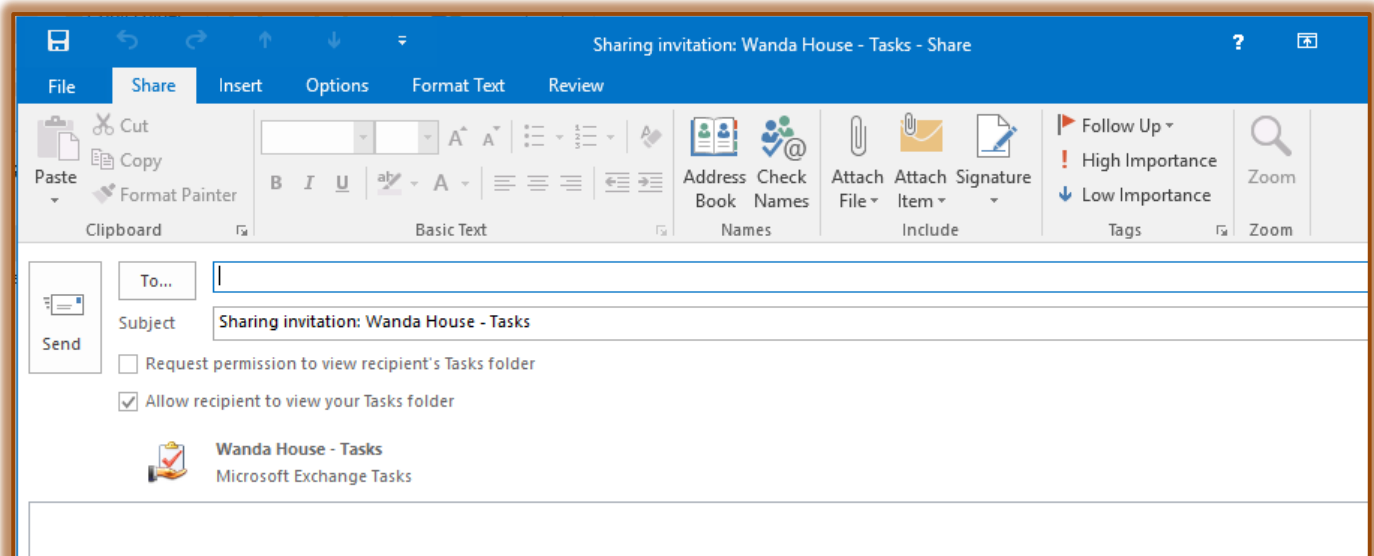 Sharing invitation: Wanda House - Tasks - Share ?
File Share Insert Options Format Text Review
Paste
Cut
Copy
Format Painter
Clipboard
A A
B I U aby A
Basic Text
Address Book
Check Names
Names
Attach File
Attach Item
Signature
Include
Follow Up
! High Importance
Low Importance
Tags
Zoom
Zoom
Send
To...
Subject Sharing invitation: Wanda House - Tasks
Request permission to view recipient's Tasks folder
Allow recipient to view your Tasks folder
Wanda House - Tasks
Microsoft Exchange Tasks